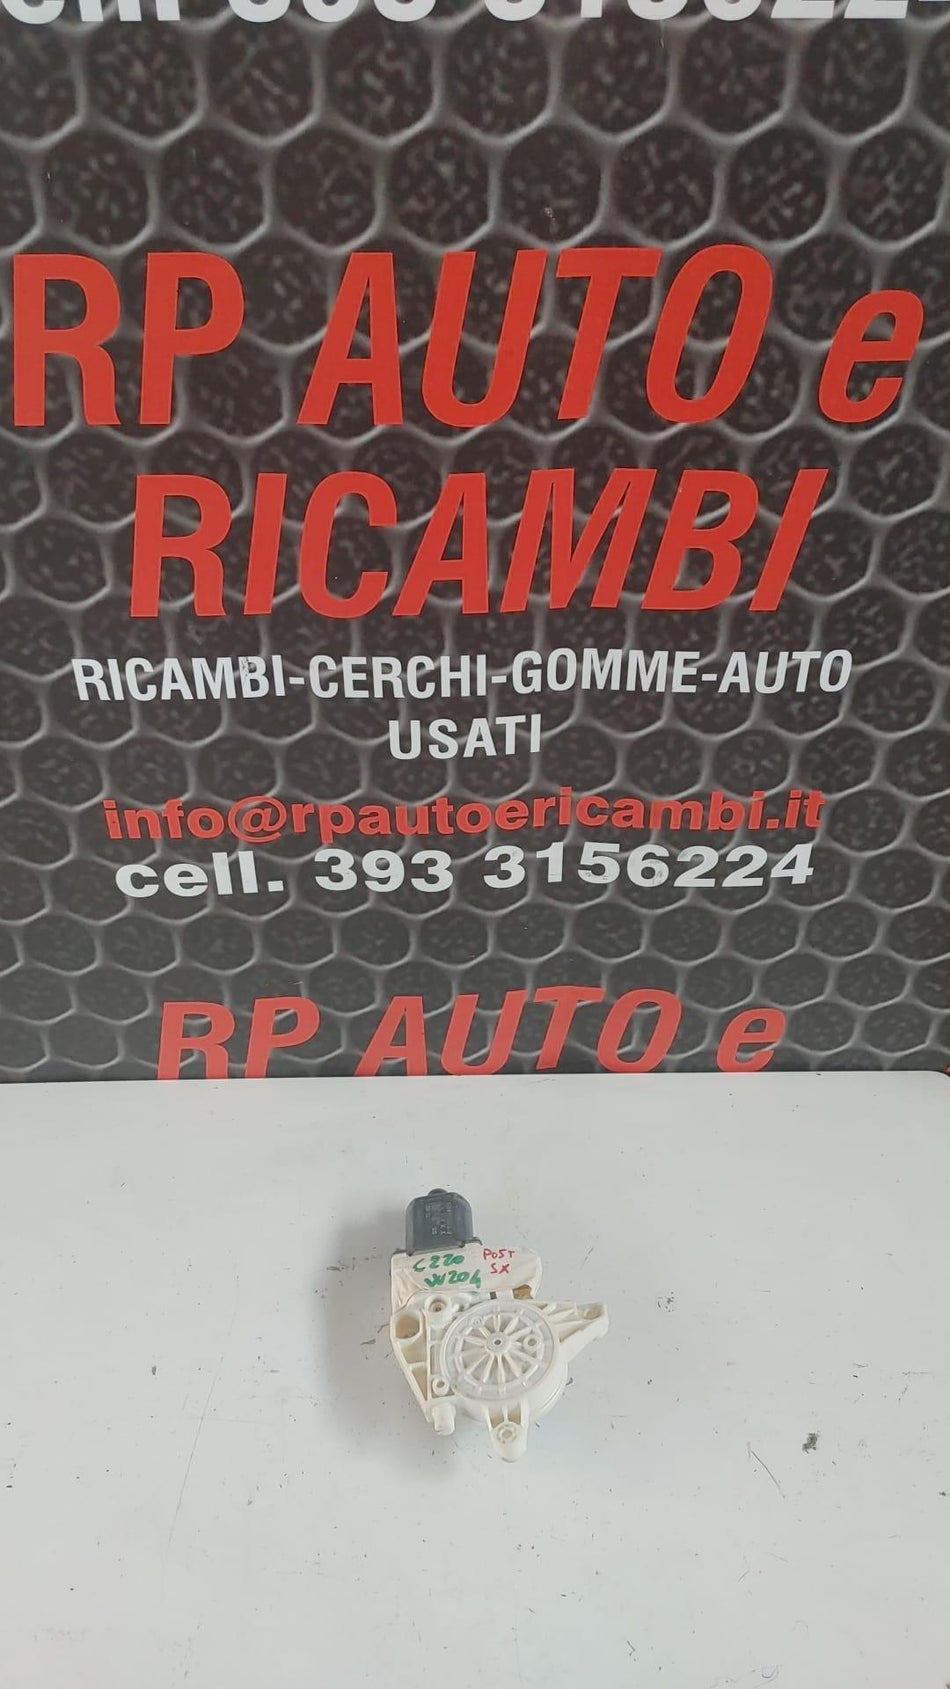 RP AUTO e
RICAMBI
RICAMBI-CERCHI-GOMME-AUTO
USATI
info@rpautoericambi.it
cell. 393 3156224
RP AUTO e
C220 POST
W204 SX